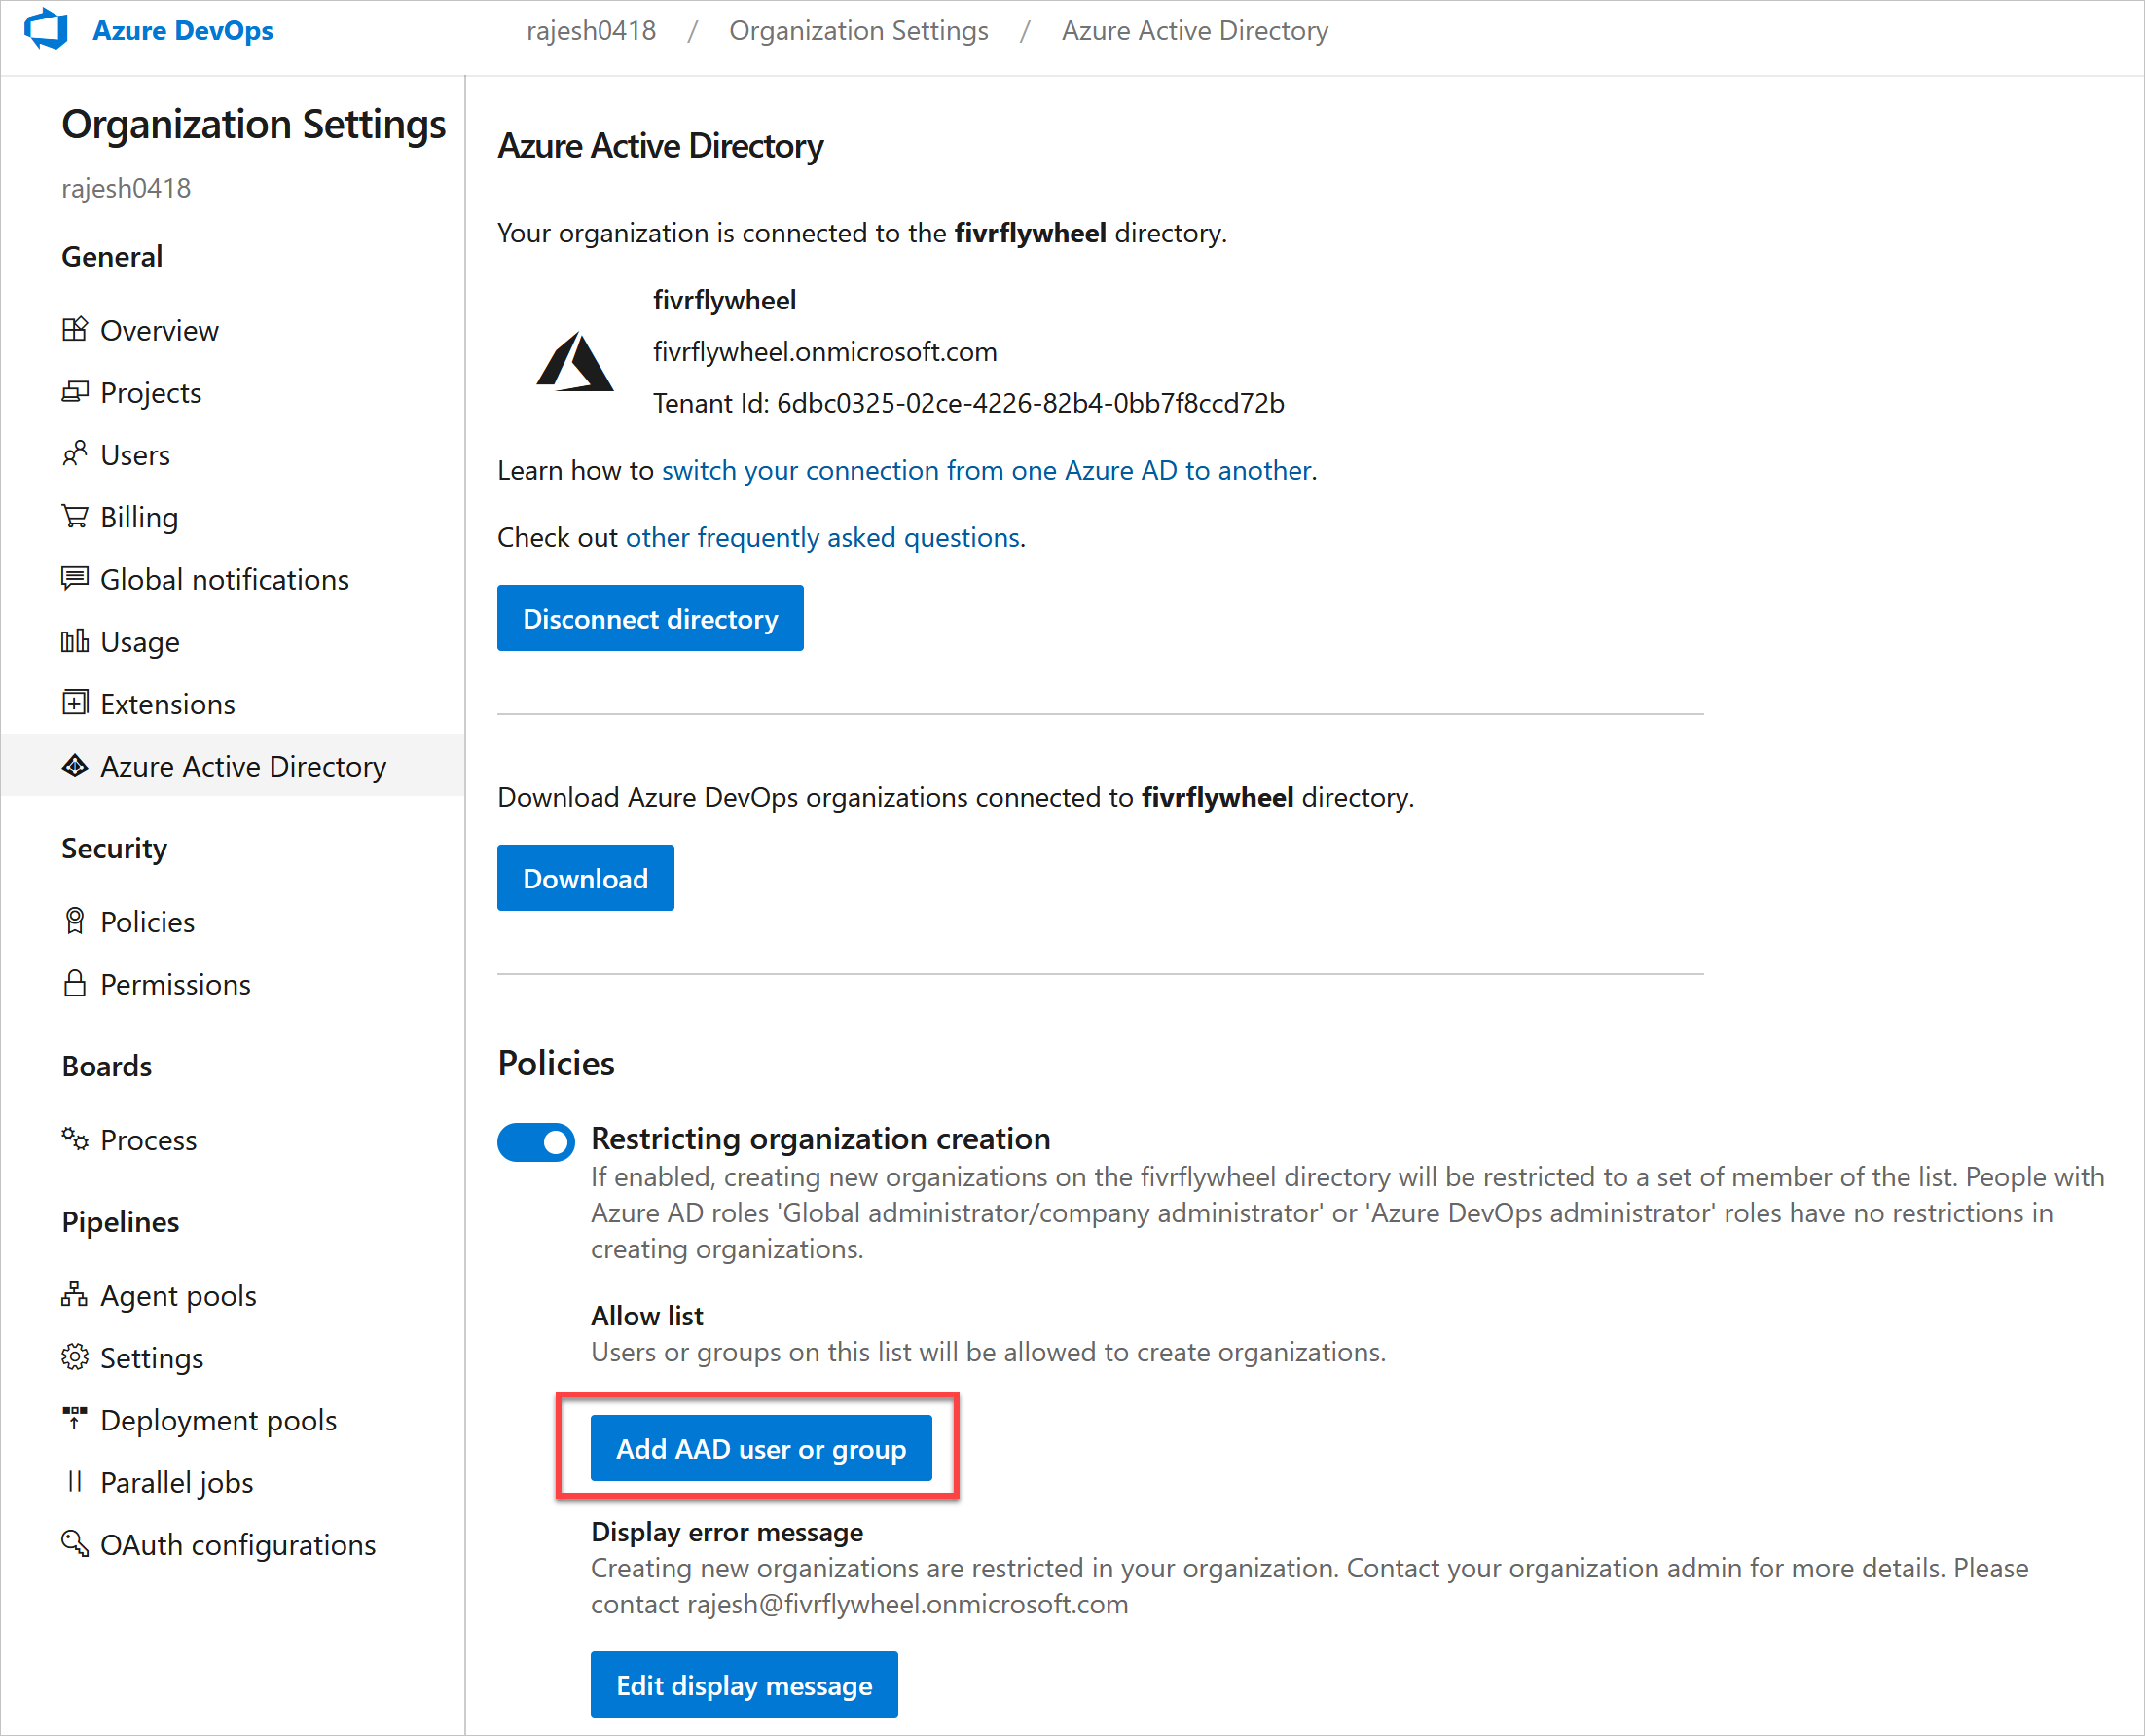 Azure DevOps
rajesh0418 / Organization Settings / Azure Active Directory
Organization Settings
rajesh0418
General
Overview
Projects
Users
Billing
Global notifications
Usage
Extensions
Azure Active Directory
Security
Policies
Permissions
Boards
Process
Pipelines
Agent pools
Settings
Deployment pools
Parallel jobs
OAuth configurations
Azure Active Directory
Your organization is connected to the fivrflywheel directory.
fivrflywheel
fivrflywheel.onmicrosoft.com
Tenant Id: 6dbc0325-02ce-4226-82b4-0bb7f8ccd72b
Learn how to switch your connection from one Azure AD to another.
Check out other frequently asked questions.
Disconnect directory
Download Azure DevOps organizations connected to fivrflywheel directory.
Download
Policies
Restricting organization creation
If enabled, creating new organizations on the fivrflywheel directory will be restricted to a set of member of the list. People with
Azure AD roles 'Global administrator/company administrator' or 'Azure DevOps administrator' roles have no restrictions in
creating organizations.
Allow list
Users or groups on this list will be allowed to create organizations.
Add AAD user or group
Display error message
Creating new organizations are restricted in your organization. Contact your organization admin for more details. Please
contact rajesh@fivrflywheel.onmicrosoft.com
Edit display message